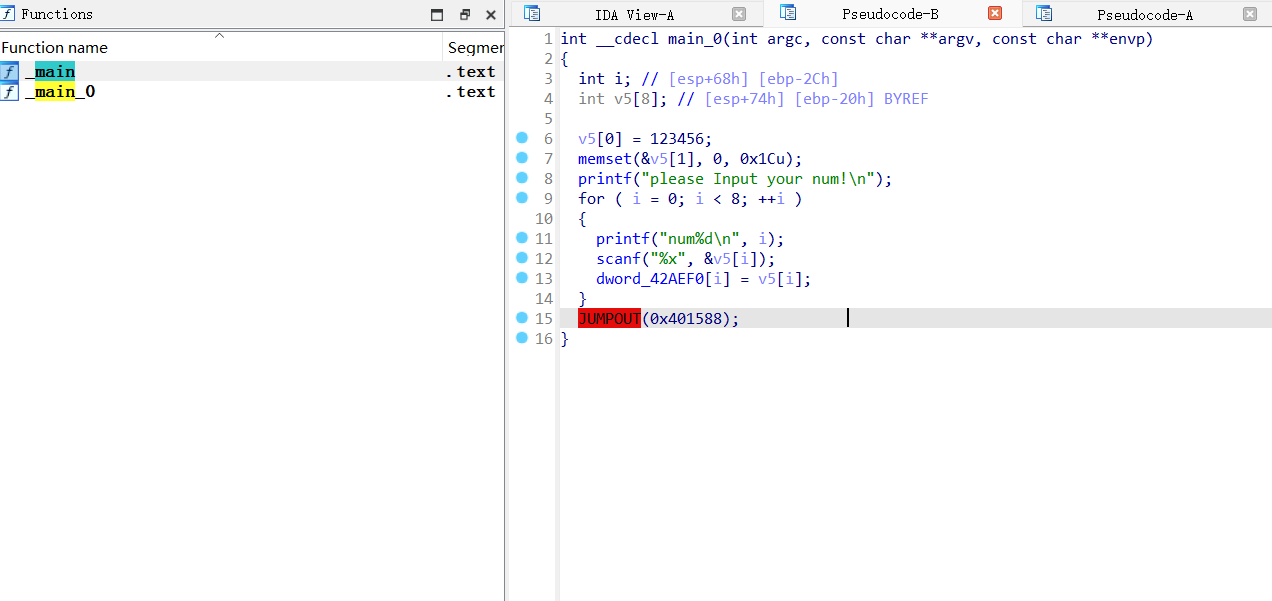 Functions
Function name Segmer
_main .text
_main_0 .text
IDA View-A Pseudocode-B Pseudocode-A
1 int __cdecl main_0(int argc, const char **argv, const char **envp)
2 {
3 int i; // [esp+68h] [ebp-2Ch]
4 int v5[8]; // [esp+74h] [ebp-20h] BYREF
5
6 v5[0] = 123456;
7 memset(&v5[1], 0, 0x1Cu);
8 printf("please Input your num!\n");
9 for ( i = 0; i < 8; ++i )
10 {
11 printf("num%d\n", i);
12 scanf("%x", &v5[i]);
13 dword_42AEF0[i] = v5[i];
14 }
15 JUMPOUT(0x401588);
16 }